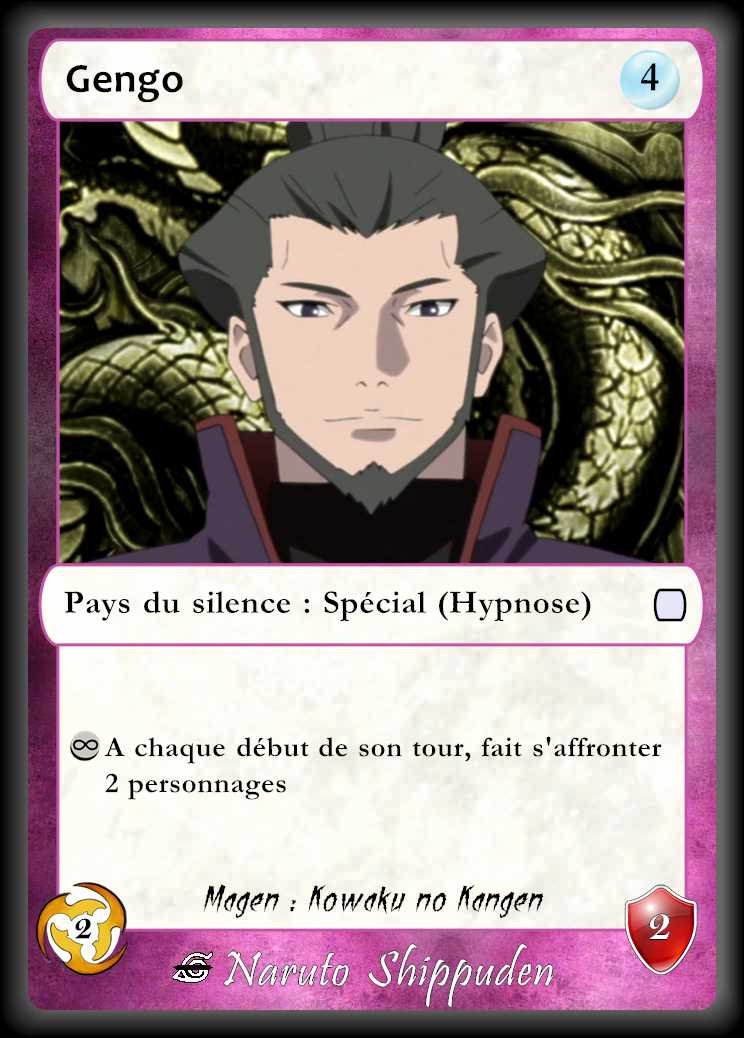 Gengo
4
Pays du silence : Spécial (Hypnose)
∞ A chaque début de son tour, fait s'affronter
2 personnages
Magen : Kowaku no Kangen
2
2
Naruto Shippuden